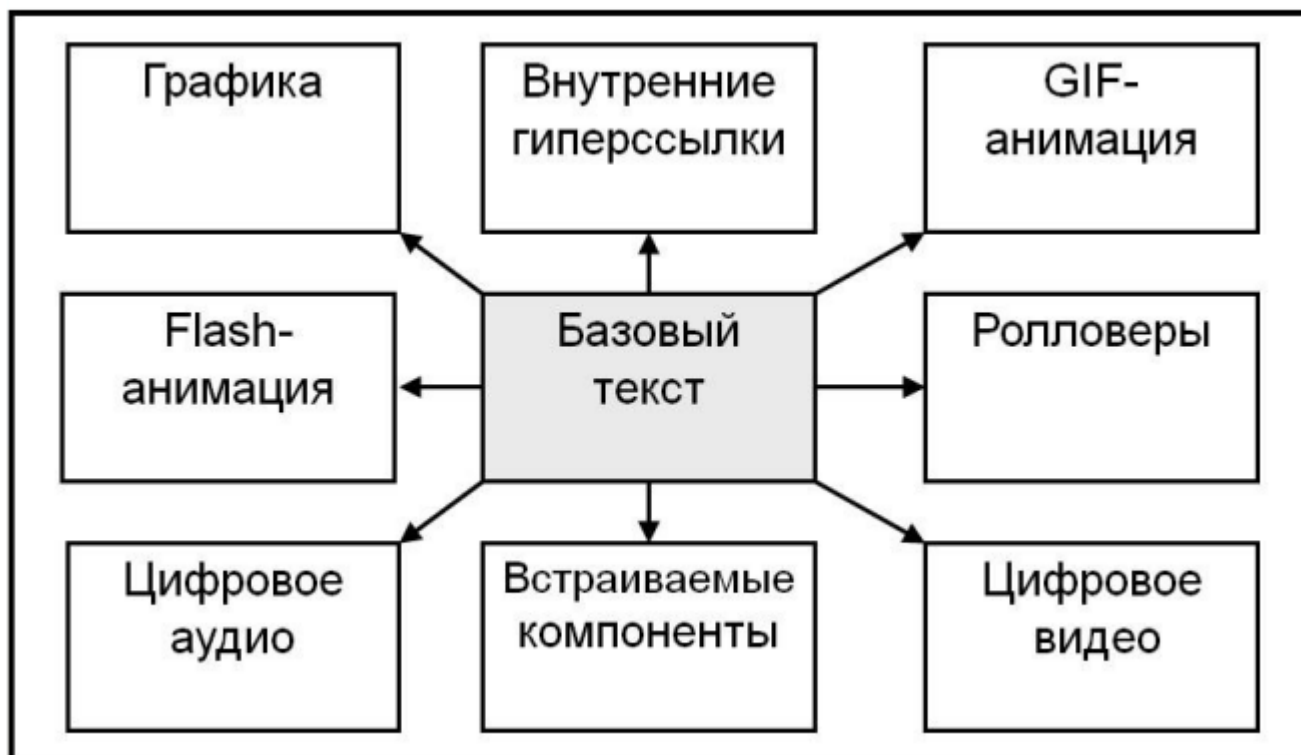 Графика
Внутренние
гиперссылки
GIF-
анимация
Flash-
анимация
Базовый
текст
Ролловеры
Цифровое
аудио
Встраиваемые
компоненты
Цифровое
видео